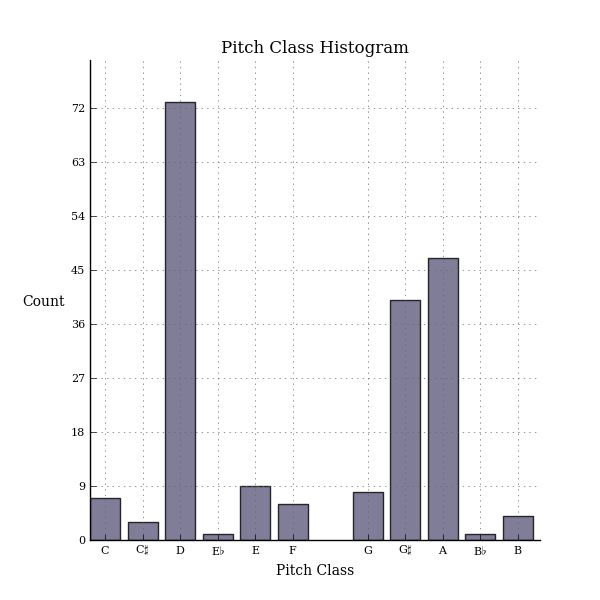 Pitch Class Histogram
72
63
54
45
Count
36
27
18
9
0
C C♯ D E♭ E F G G♯ A B♭ B
Pitch Class